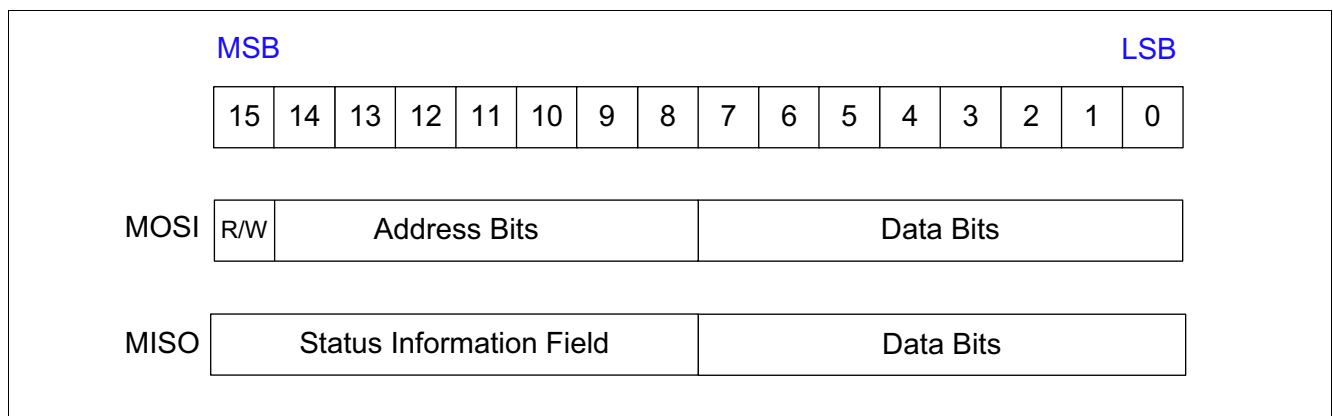 MSB LSB
15 14 13 12 11 10 9 8 7 6 5 4 3 2 1 0
MOSI R/W Address Bits Data Bits
MISO Status Information Field Data Bits